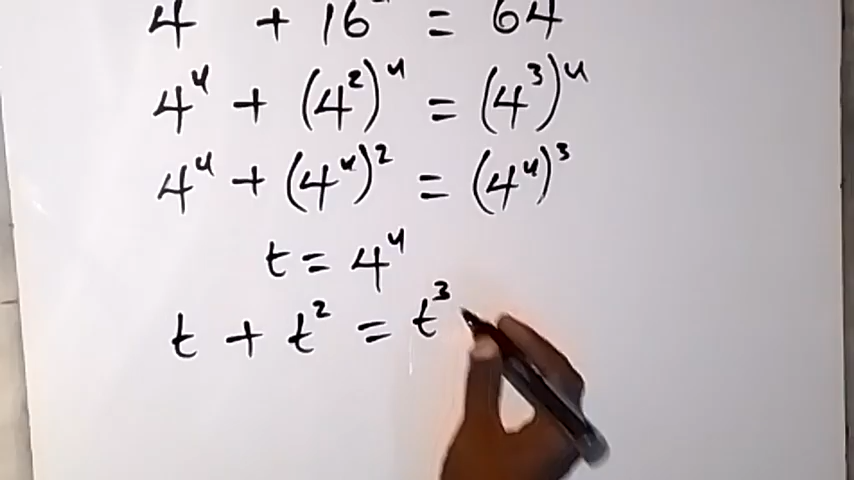 4 + 16 = 64
4^u + (4^2)^u = (4^3)^u
4^u + (4^u)^2 = (4^u)^3
t = 4^u
t + t^2 = t^3